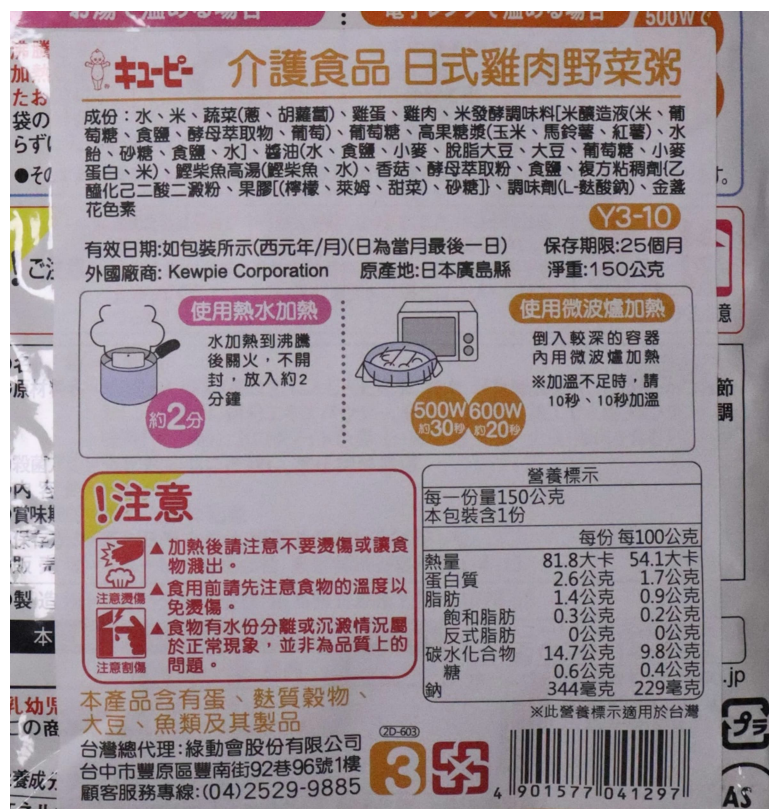 500Wで
キユーピー 介護食品 日式雞肉野菜粥
成份：水、米、蔬菜(蔥、胡蘿蔔)、雞蛋、雞肉、米發酵調味料[米釀造液(米、葡
萄糖、食鹽、酵母萃取物、葡萄)、葡萄糖、高果糖漿(玉米、馬鈴薯、紅薯)、水
飴、砂糖、食鹽、水]、醬油(水、食鹽、小麥、脫脂大豆、大豆、葡萄糖、小麥
蛋白、米)、鰹柴魚高湯(鰹柴魚、水)、香菇、酵母萃取粉、食鹽、複方粘稠劑{乙
醯化己二酸二澱粉、果膠[(檸檬、萊姆、甜菜)、砂糖]}、調味劑(L-麩酸鈉)、金盞
花色素
Y3-10
有效日期:如包裝所示(西元年/月)(日為當月最後一日) 保存期限:25個月
外國廠商: Kewpie Corporation 原產地:日本廣島縣 淨重:150公克
使用熱水加熱
水加熱到沸騰
後關火，不開
封，放入約2
分鐘
約2分
使用微波爐加熱
倒入較深的容器
內用微波爐加熱
※加溫不足時，請
10秒、10秒加溫
500W 600W
約30秒 約20秒
!注意
▲加熱後請注意不要燙傷或讓食
物濺出。
注意燙傷
▲食用前請先注意食物的溫度以
免燙傷。
▲食物有水份分離或沉澱情況屬
於正常現象，並非為品質上的
問題。
注意割傷
營養標示
每一份量150公克
本包裝含1份
每份 每100公克
熱量 81.8大卡 54.1大卡
蛋白質 2.6公克 1.7公克
脂肪 1.4公克 0.9公克
飽和脂肪 0.3公克 0.2公克
反式脂肪 0公克 0公克
碳水化合物 14.7公克 9.8公克
糖 0.6公克 0.4公克
鈉 344毫克 229毫克
※此營養標示適用於台灣
本產品含有蛋、麩質穀物、
大豆、魚類及其製品
台灣總代理:綠動會股份有限公司
台中市豐原區豐南街92巷96號1樓
顧客服務專線:(04)2529-9885
2D-603
3
4 901577 041297
.jp
プラ
AS